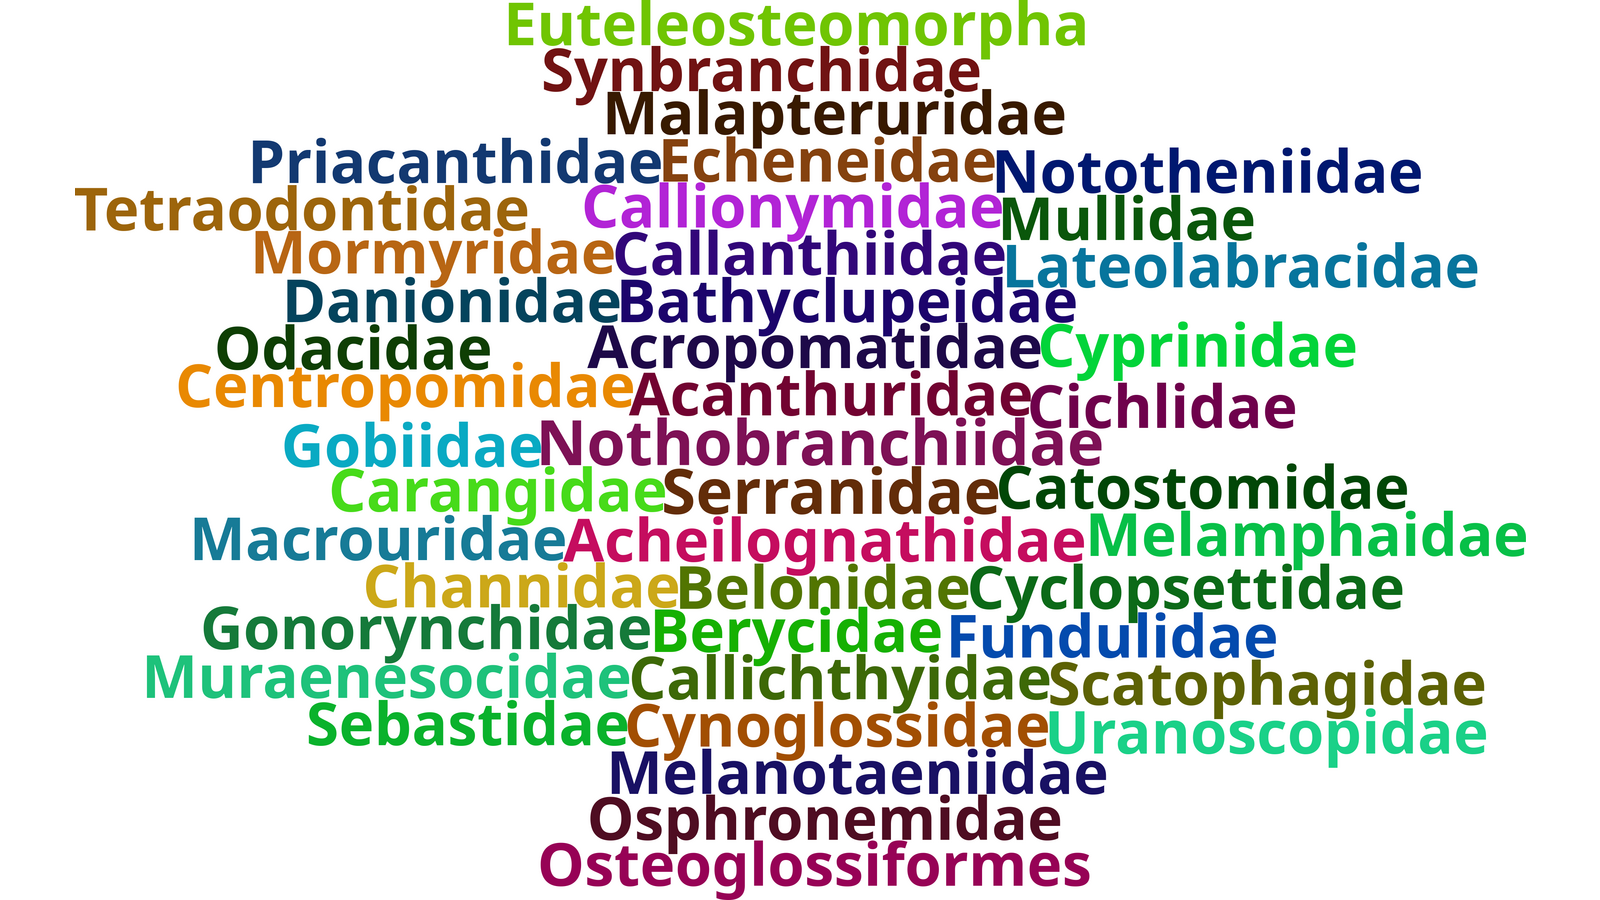 Euteleosteomorpha
Synbranchidae
Malapteruridae
Priacanthidae Echeneidae Nototheniidae
Tetraodontidae Callionymidae Mullidae
Mormyridae Callanthiidae Lateolabracidae
Danionidae Bathyclupeidae
Odacidae Acropomatidae Cyprinidae
Centropomidae Acanthuridae Cichlidae
Gobiidae Nothobranchiidae
Carangidae Serranidae Catostomidae
Macrouridae Acheilognathidae Melamphaidae
Channidae Belonidae Cyclopsettidae
Gonorynchidae Berycidae Fundulidae
Muraenesocidae Callichthyidae Scatophagidae
Sebastidae Cynoglossidae Uranoscopidae
Melanotaeniidae
Osphronemidae
Osteoglossiformes